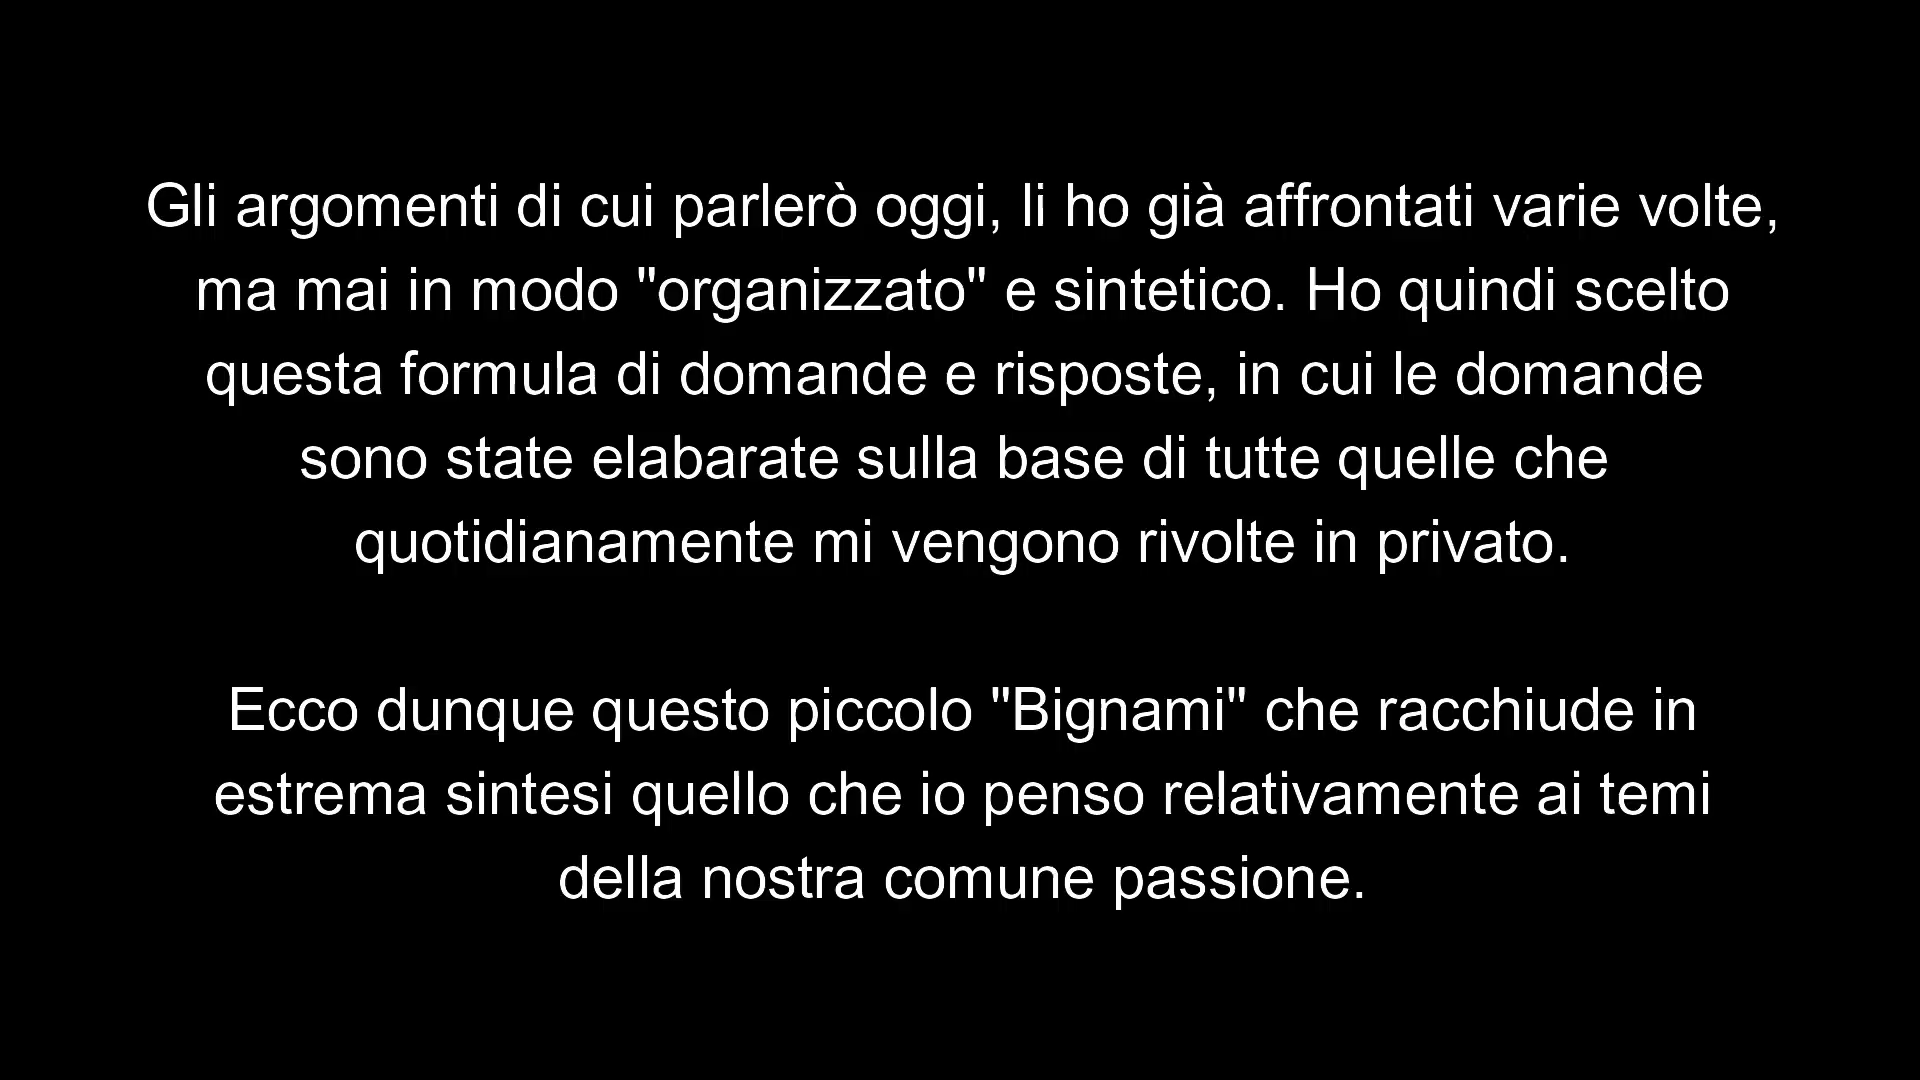 Gli argomenti di cui parlerò oggi, li ho già affrontati varie volte,
ma mai in modo "organizzato" e sintetico. Ho quindi scelto
questa formula di domande e risposte, in cui le domande
sono state elabarate sulla base di tutte quelle che
quotidianamente mi vengono rivolte in privato.
Ecco dunque questo piccolo "Bignami" che racchiude in
estrema sintesi quello che io penso relativamente ai temi
della nostra comune passione.